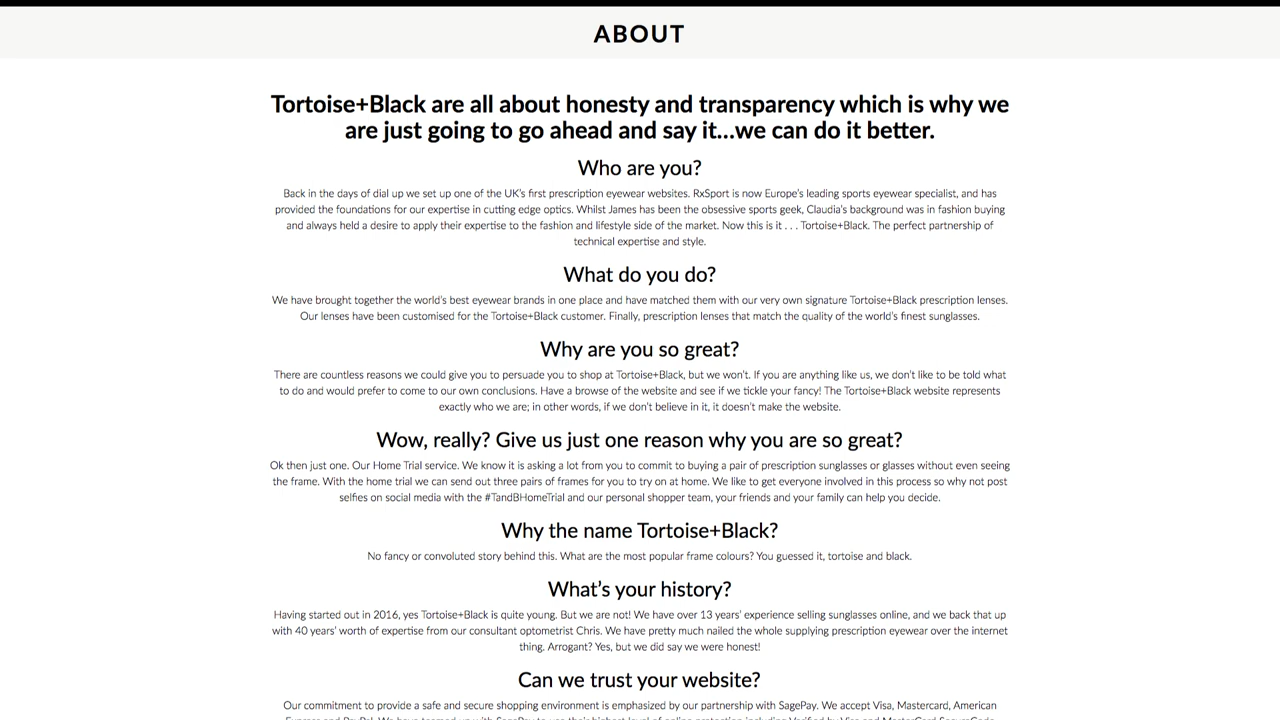 ABOUT
Tortoise+Black are all about honesty and transparency which is why we
are just going to go ahead and say it...we can do it better.
Who are you?
Back in the days of dial up we set up one of the UK's first prescription eyewear websites. RxSport is now Europe's leading sports eyewear specialist, and has
provided the foundations for our expertise in cutting edge optics. Whilst James has been the obsessive sports geek, Claudia's background was in fashion buying
and always held a desire to apply their expertise to the fashion and lifestyle side of the market. Now this is it . . . Tortoise+Black. The perfect partnership of
technical expertise and style.
What do you do?
We have brought together the world's best eyewear brands in one place and have matched them with our very own signature Tortoise+Black prescription lenses.
Our lenses have been customised for the Tortoise+Black customer. Finally, prescription lenses that match the quality of the world's finest sunglasses.
Why are you so great?
There are countless reasons we could give you to persuade you to shop at Tortoise+Black, but we won't. If you are anything like us, we don't like to be told what
to do and would prefer to come to our own conclusions. Have a browse of the website and see if we tickle your fancy! The Tortoise+Black website represents
exactly who we are; in other words, if we don't believe in it, it doesn't make the website.
Wow, really? Give us just one reason why you are so great?
Ok then just one. Our Home Trial service. We know it is asking a lot from you to commit to buying a pair of prescription sunglasses or glasses without even seeing
the frame. With the home trial we can send out three pairs of frames for you to try on at home. We like to get everyone involved in this process so why not post
selfies on social media with the #TandBHomeTrial and our personal shopper team, your friends and your family can help you decide.
Why the name Tortoise+Black?
No fancy or convoluted story behind this. What are the most popular frame colours? You guessed it, tortoise and black.
What's your history?
Having started out in 2016, yes Tortoise+Black is quite young. But we are not! We have over 13 years' experience selling sunglasses online, and we back that up
with 40 years' worth of expertise from our consultant optometrist Chris. We have pretty much nailed the whole supplying prescription eyewear over the internet
thing. Arrogant? Yes, but we did say we were honest!
Can we trust your website?
Our commitment to provide a safe and secure shopping environment is emphasized by our partnership with SagePay. We accept Visa, Mastercard, American